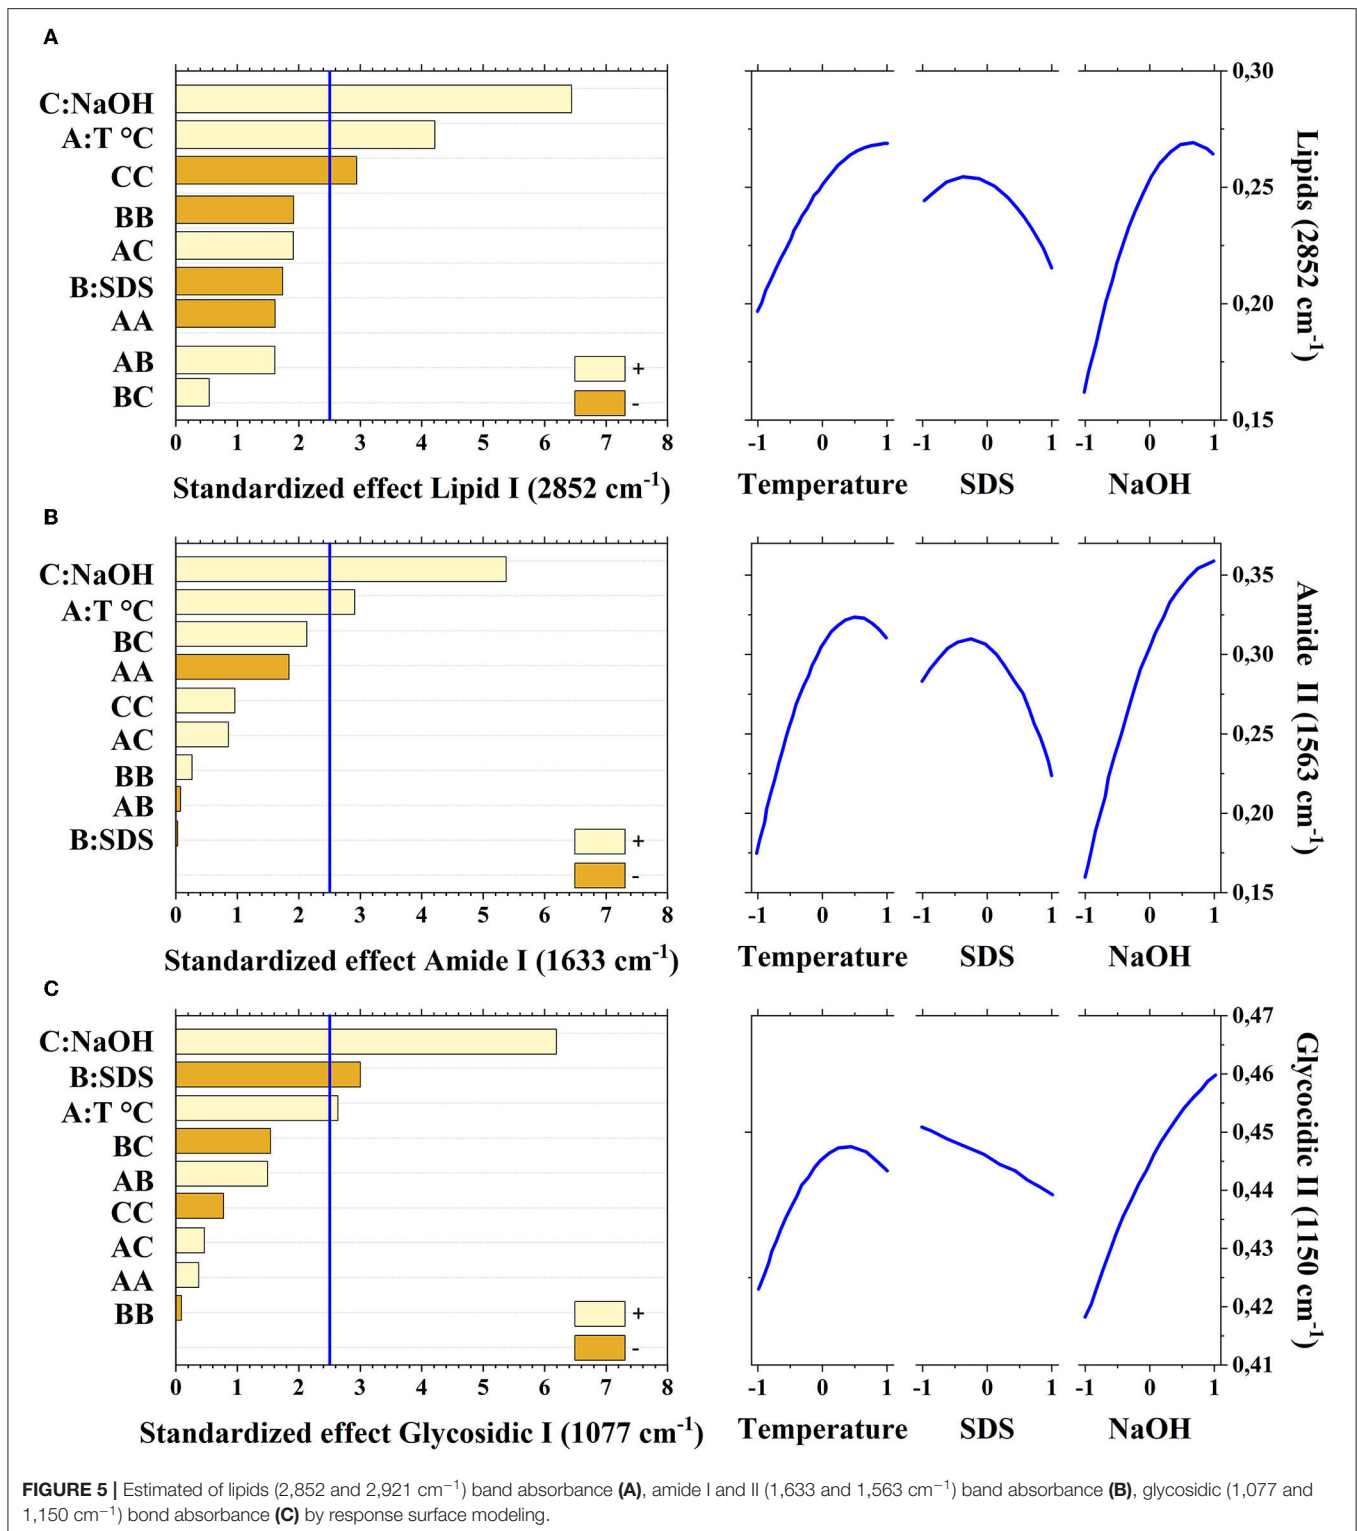 A
C:NaOH
A:T °C
CC
BB
AC
B:SDS
AA
AB
BC
+
-
0 1 2 3 4 5 6 7 8
Standardized effect Lipid I (2852 cm-1)
0,30
0,25
0,20
0,15
Lipids (2852 cm-1)
-1 0 1 -1 0 1 -1 0 1
Temperature SDS NaOH
B
C:NaOH
A:T °C
BC
AA
CC
AC
BB
AB
B:SDS
+
-
0 1 2 3 4 5 6 7 8
Standardized effect Amide I (1633 cm-1)
0,35
0,30
0,25
0,20
0,15
Amide II (1563 cm-1)
-1 0 1 -1 0 1 -1 0 1
Temperature SDS NaOH
C
C:NaOH
B:SDS
A:T °C
BC
AB
CC
AC
AA
BB
+
-
0 1 2 3 4 5 6 7 8
Standardized effect Glycosidic I (1077 cm-1)
0,47
0,46
0,45
0,44
0,43
0,42
0,41
Glycocidic II (1150 cm-1)
-1 0 1 -1 0 1 -1 0 1
Temperature SDS NaOH
FIGURE 5 | Estimated of lipids (2,852 and 2,921 cm−1) band absorbance (A), amide I and II (1,633 and 1,563 cm−1) band absorbance (B), glycosidic (1,077 and
1,150 cm−1) bond absorbance (C) by response surface modeling.